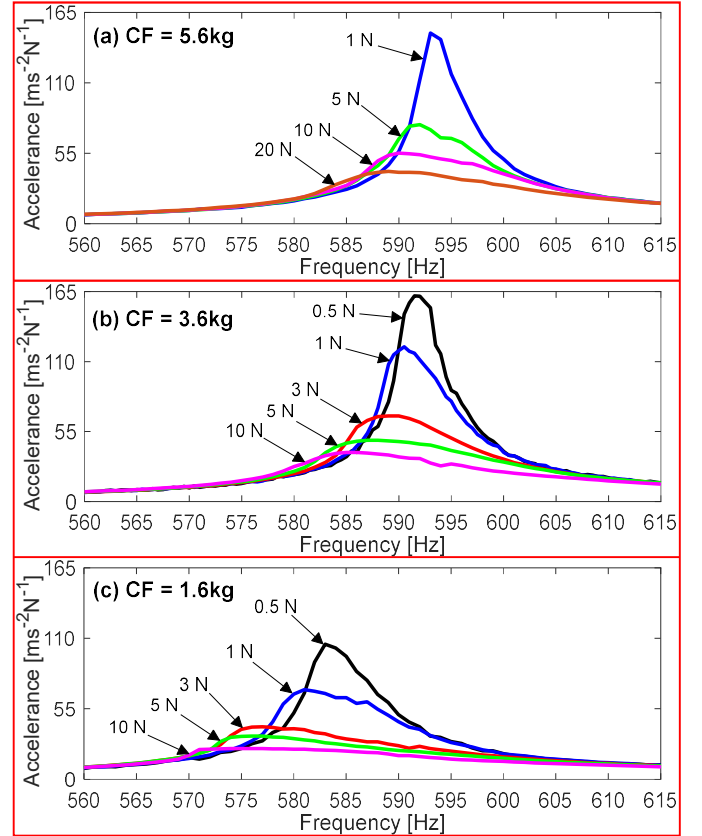 165
(a) CF = 5.6kg
1 N
110
5 N
10 N
55
20 N
0
560 565 570 575 580 585 590 595 600 605 610 615
Frequency [Hz]
Accelerance [ms⁻²N⁻¹]
165
(b) CF = 3.6kg
0.5 N
1 N
110
3 N
5 N
55
10 N
0
560 565 570 575 580 585 590 595 600 605 610 615
Frequency [Hz]
Accelerance [ms⁻²N⁻¹]
165
(c) CF = 1.6kg
0.5 N
110
1 N
3 N
5 N
55
10 N
0
560 565 570 575 580 585 590 595 600 605 610 615
Frequency [Hz]
Accelerance [ms⁻²N⁻¹]